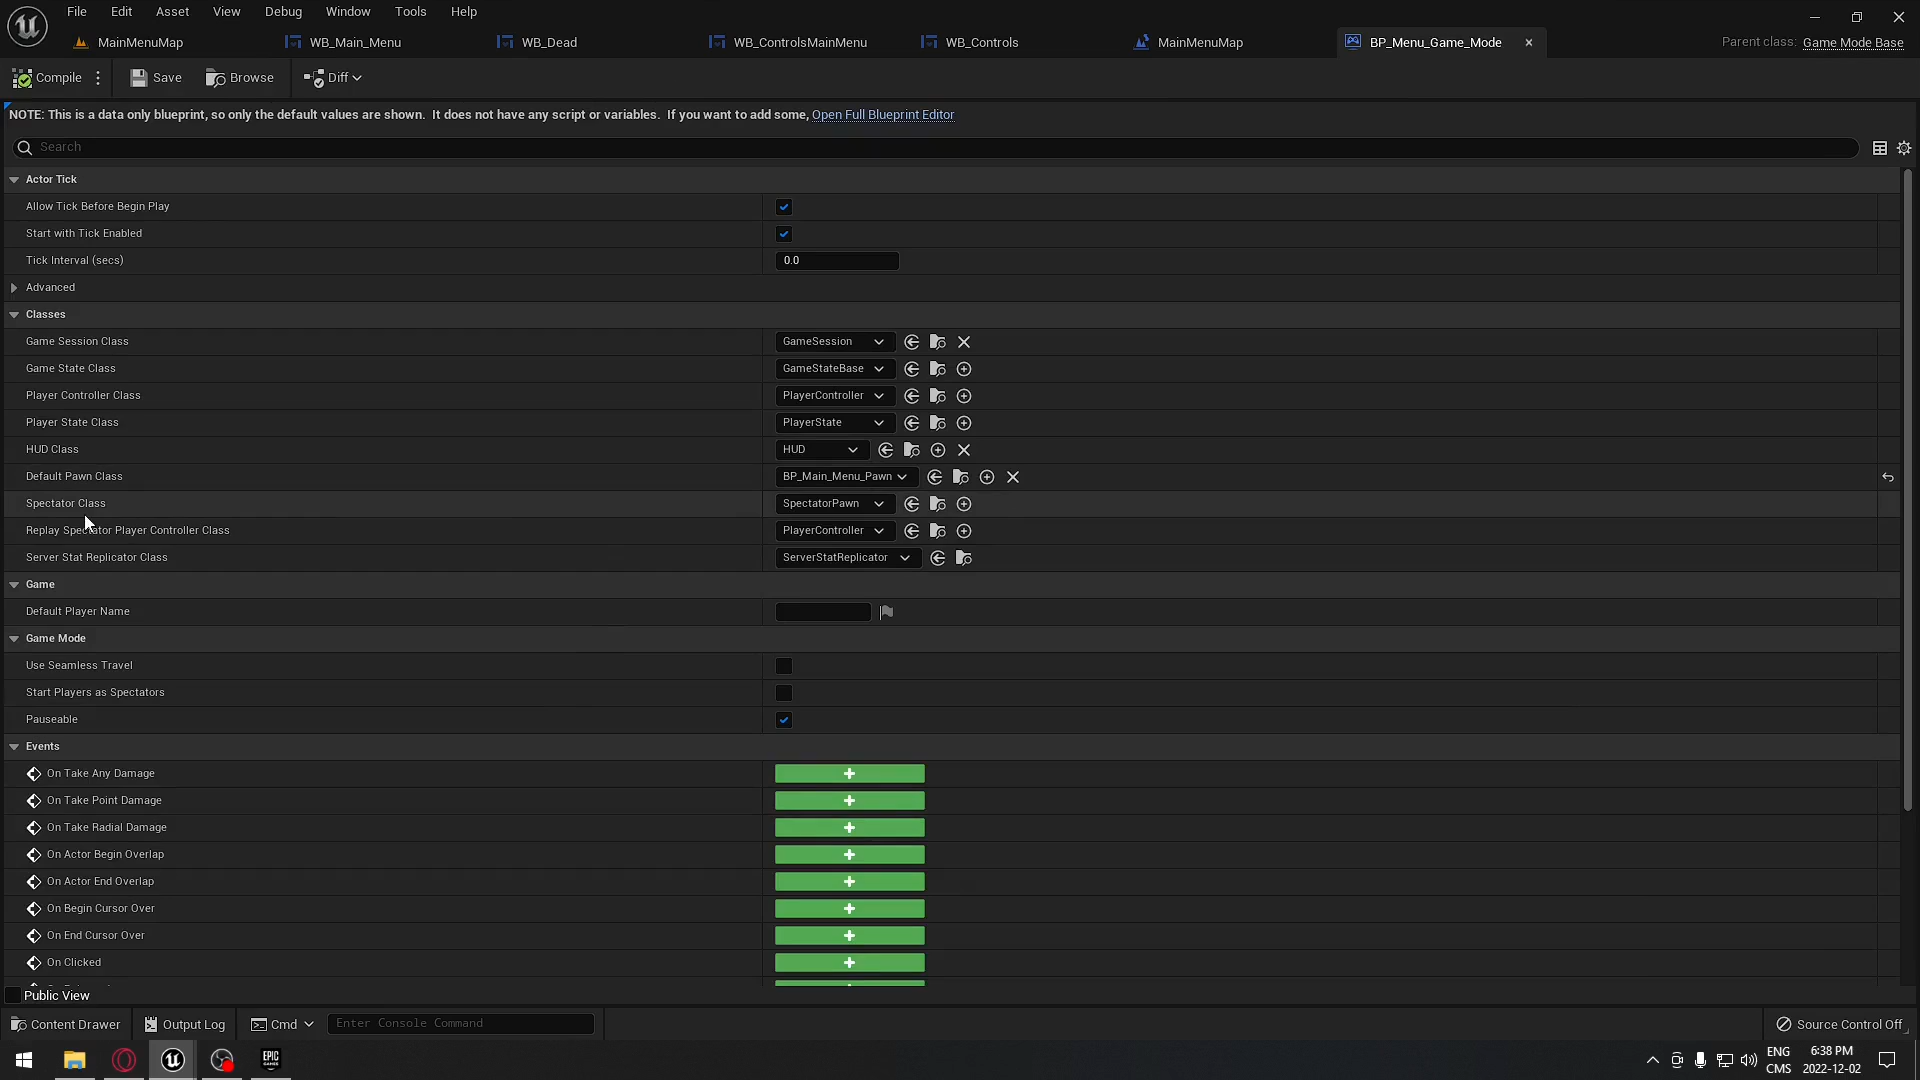 File Edit Asset View Debug Window Tools Help
MainMenuMap WB_Main_Menu WB_Dead WB_ControlsMainMenu WB_Controls MainMenuMap BP_Menu_Game_Mode Parent class: Game Mode Base
Compile Save Browse Diff
NOTE: This is a data only blueprint, so only the default values are shown. It does not have any script or variables. If you want to add some, Open Full Blueprint Editor
Search
Actor Tick
Allow Tick Before Begin Play
Start with Tick Enabled
Tick Interval (secs) 0.0
Advanced
Classes
Game Session Class GameSession
Game State Class GameStateBase
Player Controller Class PlayerController
Player State Class PlayerState
HUD Class HUD
Default Pawn Class BP_Main_Menu_Pawn
Spectator Class SpectatorPawn
Replay Spectator Player Controller Class PlayerController
Server Stat Replicator Class ServerStatReplicator
Game
Default Player Name
Game Mode
Use Seamless Travel
Start Players as Spectators
Pauseable
Events
On Take Any Damage
On Take Point Damage
On Take Radial Damage
On Actor Begin Overlap
On Actor End Overlap
On Begin Cursor Over
On End Cursor Over
On Clicked
Public View
Content Drawer Output Log Cmd Enter Console Command Source Control Off
EPIC GAMES
ENG 6:38 PM
CMS 2022-12-02